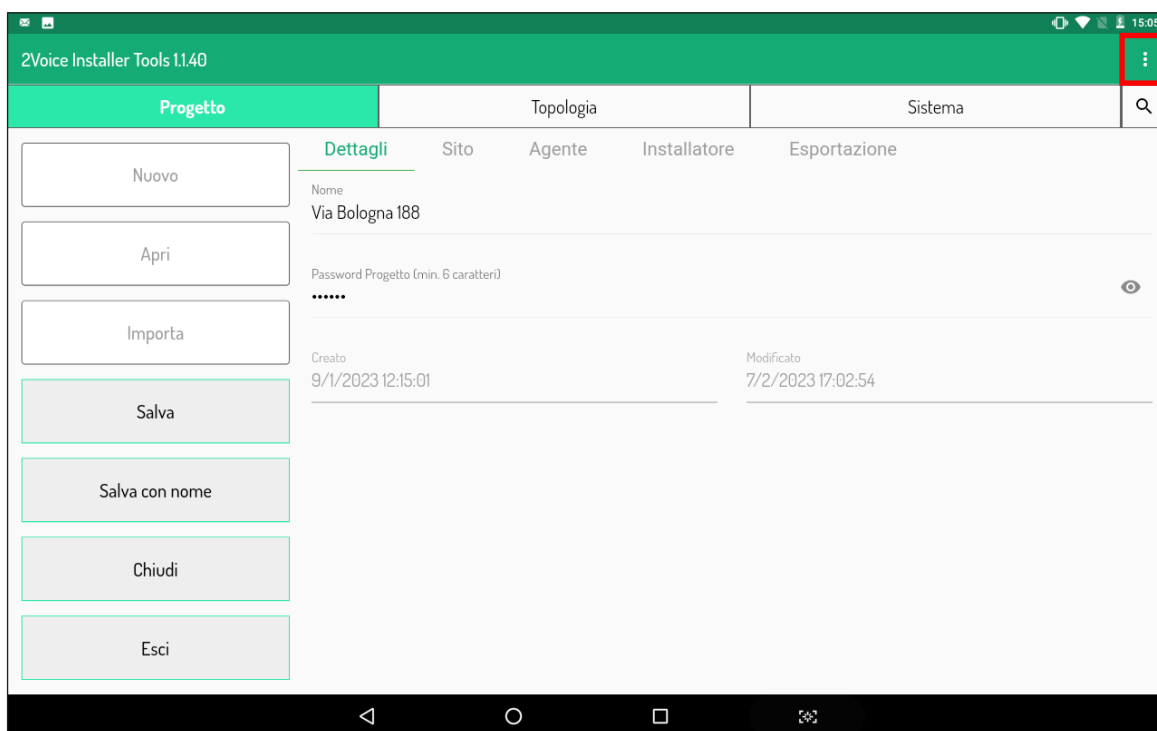 15:05
2Voice Installer Tools 1.1.40
Progetto
Topologia
Sistema
Nuovo
Apri
Importa
Salva
Salva con nome
Chiudi
Esci
Dettagli
Sito
Agente
Installatore
Esportazione
Nome
Via Bologna 188
Password Progetto (min. 6 caratteri)
••••••
Creato
9/1/2023 12:15:01
Modificato
7/2/2023 17:02:54